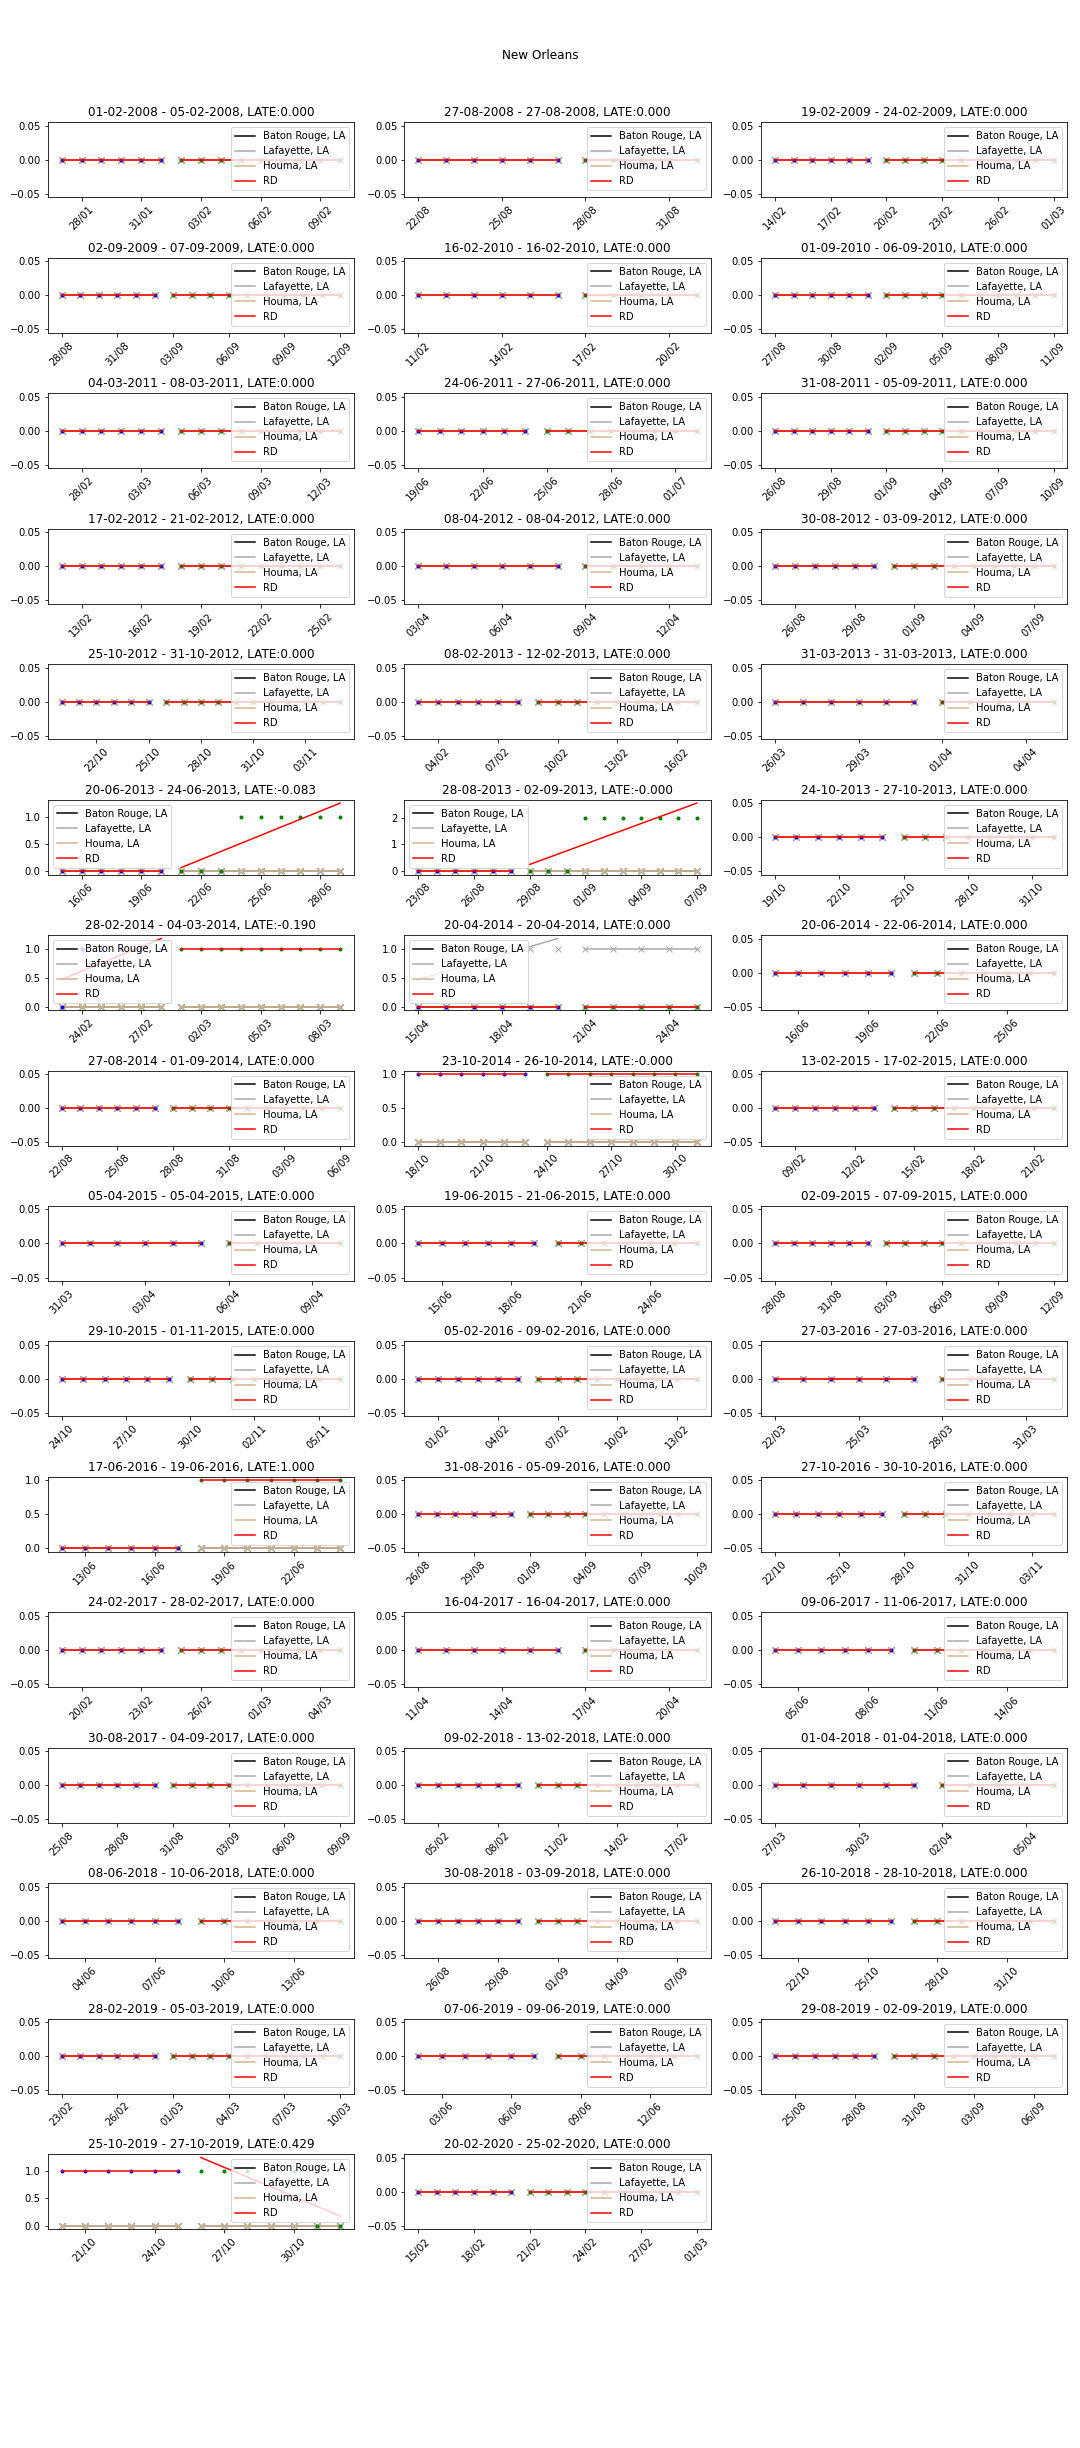 New Orleans
01-02-2008 - 05-02-2008, LATE:0.000
0.05
0.00
−0.05
Baton Rouge, LA
Lafayette, LA
Houma, LA
RD
28/01 31/01 03/02 06/02 09/02
27-08-2008 - 27-08-2008, LATE:0.000
Baton Rouge, LA
Lafayette, LA
Houma, LA
RD
0.05
0.00
−0.05
22/08 25/08 28/08 31/08
19-02-2009 - 24-02-2009, LATE:0.000
0.05
0.00
−0.05
Baton Rouge, LA
Lafayette, LA
Houma, LA
RD
14/02 17/02 20/02 23/02 26/02 01/03
02-09-2009 - 07-09-2009, LATE:0.000
0.05
0.00
−0.05
Baton Rouge, LA
Lafayette, LA
Houma, LA
RD
28/08 31/08 03/09 06/09 09/09 12/09
16-02-2010 - 16-02-2010, LATE:0.000
0.05
0.00
−0.05
Baton Rouge, LA
Lafayette, LA
Houma, LA
RD
11/02 14/02 17/02 20/02
01-09-2010 - 06-09-2010, LATE:0.000
0.05
0.00
−0.05
Baton Rouge, LA
Lafayette, LA
Houma, LA
RD
27/08 30/08 02/09 05/09 08/09 11/09
04-03-2011 - 08-03-2011, LATE:0.000
0.05
0.00
−0.05
Baton Rouge, LA
Lafayette, LA
Houma, LA
RD
28/02 03/03 06/03 09/03 12/03
24-06-2011 - 27-06-2011, LATE:0.000
0.05
0.00
−0.05
Baton Rouge, LA
Lafayette, LA
Houma, LA
RD
19/06 22/06 25/06 28/06 01/07
31-08-2011 - 05-09-2011, LATE:0.000
0.05
0.00
−0.05
Baton Rouge, LA
Lafayette, LA
Houma, LA
RD
26/08 29/08 01/09 04/09 07/09 10/09
17-02-2012 - 21-02-2012, LATE:0.000
0.05
0.00
−0.05
Baton Rouge, LA
Lafayette, LA
Houma, LA
RD
13/02 16/02 19/02 22/02 25/02
08-04-2012 - 08-04-2012, LATE:0.000
0.05
0.00
−0.05
Baton Rouge, LA
Lafayette, LA
Houma, LA
RD
03/04 06/04 09/04 12/04
30-08-2012 - 03-09-2012, LATE:0.000
0.05
0.00
−0.05
Baton Rouge, LA
Lafayette, LA
Houma, LA
RD
26/08 29/08 01/09 04/09 07/09
25-10-2012 - 31-10-2012, LATE:0.000
0.05
0.00
−0.05
Baton Rouge, LA
Lafayette, LA
Houma, LA
RD
22/10 25/10 28/10 31/10 03/11
08-02-2013 - 12-02-2013, LATE:0.000
0.05
0.00
−0.05
Baton Rouge, LA
Lafayette, LA
Houma, LA
RD
04/02 07/02 10/02 13/02 16/02
31-03-2013 - 31-03-2013, LATE:0.000
0.05
0.00
−0.05
Baton Rouge, LA
Lafayette, LA
Houma, LA
RD
26/03 29/03 01/04 04/04
20-06-2013 - 24-06-2013, LATE:-0.083
1.0
0.5
0
Baton Rouge, LA
Lafayette, LA
Houma, LA
RD
16/06 19/06 22/06 25/06 28/06
28-08-2013 - 02-09-2013, LATE:-0.000
2
1
0
Baton Rouge, LA
Lafayette, LA
Houma, LA
RD
23/08 26/08 29/08 01/09 04/09 07/09
24-10-2013 - 27-10-2013, LATE:0.000
0.05
0.00
−0.05
Baton Rouge, LA
Lafayette, LA
Houma, LA
RD
19/10 22/10 25/10 28/10 31/10
28-02-2014 - 04-03-2014, LATE:-0.190
1.0
0.5
0.0
Baton Rouge, LA
Lafayette, LA
Houma, LA
RD
24/02 27/02 02/03 05/03 08/03
20-04-2014 - 20-04-2014, LATE:0.000
1.0
0.5
0.0
Baton Rouge, LA
Lafayette, LA
Houma, LA
RD
15/04 18/04 21/04 24/04
20-06-2014 - 22-06-2014, LATE:0.000
0.05
0.00
−0.05
Baton Rouge, LA
Lafayette, LA
Houma, LA
RD
16/06 19/06 22/06 25/06
27-08-2014 - 01-09-2014, LATE:0.000
0.05
0.00
−0.05
Baton Rouge, LA
Lafayette, LA
Houma, LA
RD
22/08 25/08 28/08 31/08 03/09 06/09
23-10-2014 - 26-10-2014, LATE:-0.000
1.0
0.5
0.0
Baton Rouge, LA
Lafayette, LA
Houma, LA
RD
18/10 21/10 24/10 27/10 30/10
13-02-2015 - 17-02-2015, LATE:0.000
0.05
0.00
−0.05
Baton Rouge, LA
Lafayette, LA
Houma, LA
RD
09/02 12/02 15/02 18/02 21/02
05-04-2015 - 05-04-2015, LATE:0.000
0.05
0.00
−0.05
Baton Rouge, LA
Lafayette, LA
Houma, LA
RD
31/03 03/04 06/04 09/04
19-06-2015 - 21-06-2015, LATE:0.000
0.05
0.00
−0.05
Baton Rouge, LA
Lafayette, LA
Houma, LA
RD
15/06 18/06 21/06 24/06
02-09-2015 - 07-09-2015, LATE:0.000
0.05
0.00
−0.05
Baton Rouge, LA
Lafayette, LA
Houma, LA
RD
28/08 31/08 03/09 06/09 09/09 12/09
29-10-2015 - 01-11-2015, LATE:0.000
0.05
0.00
−0.05
Baton Rouge, LA
Lafayette, LA
Houma, LA
RD
24/10 27/10 30/10 02/11 05/11
05-02-2016 - 09-02-2016, LATE:0.000
0.05
0.00
−0.05
Baton Rouge, LA
Lafayette, LA
Houma, LA
RD
01/02 04/02 07/02 10/02 13/02
27-03-2016 - 27-03-2016, LATE:0.000
0.05
0.00
−0.05
Baton Rouge, LA
Lafayette, LA
Houma, LA
RD
22/03 25/03 28/03 31/03
17-06-2016 - 19-06-2016, LATE:1.000
1.0
0.5
0.0
Baton Rouge, LA
Lafayette, LA
Houma, LA
RD
13/06 16/06 19/06 22/06
31-08-2016 - 05-09-2016, LATE:0.000
0.05
0.00
−0.05
Baton Rouge, LA
Lafayette, LA
Houma, LA
RD
26/08 29/08 01/09 04/09 07/09 10/09
27-10-2016 - 30-10-2016, LATE:0.000
0.05
0.00
−0.05
Baton Rouge, LA
Lafayette, LA
Houma, LA
RD
22/10 25/10 28/10 31/10 03/11
24-02-2017 - 28-02-2017, LATE:0.000
0.05
0.00
−0.05
Baton Rouge, LA
Lafayette, LA
Houma, LA
RD
20/02 23/02 26/02 01/03 04/03
16-04-2017 - 16-04-2017, LATE:0.000
0.05
0.00
−0.05
Baton Rouge, LA
Lafayette, LA
Houma, LA
RD
11/04 14/04 17/04 20/04
09-06-2017 - 11-06-2017, LATE:0.000
0.05
0.00
−0.05
Baton Rouge, LA
Lafayette, LA
Houma, LA
RD
05/06 08/06 11/06 14/06
30-08-2017 - 04-09-2017, LATE:0.000
0.05
0.00
−0.05
Baton Rouge, LA
Lafayette, LA
Houma, LA
RD
25/08 28/08 31/08 03/09 06/09 09/09
09-02-2018 - 13-02-2018, LATE:0.000
0.05
0.00
−0.05
Baton Rouge, LA
Lafayette, LA
Houma, LA
RD
05/02 08/02 11/02 14/02 17/02
01-04-2018 - 01-04-2018, LATE:0.000
0.05
0.00
−0.05
Baton Rouge, LA
Lafayette, LA
Houma, LA
RD
27/03 30/03 02/04 05/04
08-06-2018 - 10-06-2018, LATE:0.000
0.05
0.00
−0.05
Baton Rouge, LA
Lafayette, LA
Houma, LA
RD
04/06 07/06 10/06 13/06
30-08-2018 - 03-09-2018, LATE:0.000
0.05
0.00
−0.05
Baton Rouge, LA
Lafayette, LA
Houma, LA
RD
26/08 29/08 01/09 04/09 07/09
26-10-2018 - 28-10-2018, LATE:0.000
0.05
0.00
−0.05
Baton Rouge, LA
Lafayette, LA
Houma, LA
RD
22/10 25/10 28/10 31/10
28-02-2019 - 05-03-2019, LATE:0.000
0.05
0.00
−0.05
Baton Rouge, LA
Lafayette, LA
Houma, LA
RD
23/02 26/02 01/03 04/03 07/03 10/03
07-06-2019 - 09-06-2019, LATE:0.000
0.05
0.00
−0.05
Baton Rouge, LA
Lafayette, LA
Houma, LA
RD
03/06 06/06 09/06 12/06
29-08-2019 - 02-09-2019, LATE:0.000
0.05
0.00
−0.05
Baton Rouge, LA
Lafayette, LA
Houma, LA
RD
25/08 28/08 31/08 03/09 06/09
25-10-2019 - 27-10-2019, LATE:0.429
1.0
0.5
0.0
Baton Rouge, LA
Lafayette, LA
Houma, LA
RD
21/10 24/10 27/10 30/10
20-02-2020 - 25-02-2020, LATE:0.000
0.05
0.00
−0.05
Baton Rouge, LA
Lafayette, LA
Houma, LA
RD
15/02 18/02 21/02 24/02 27/02 01/03